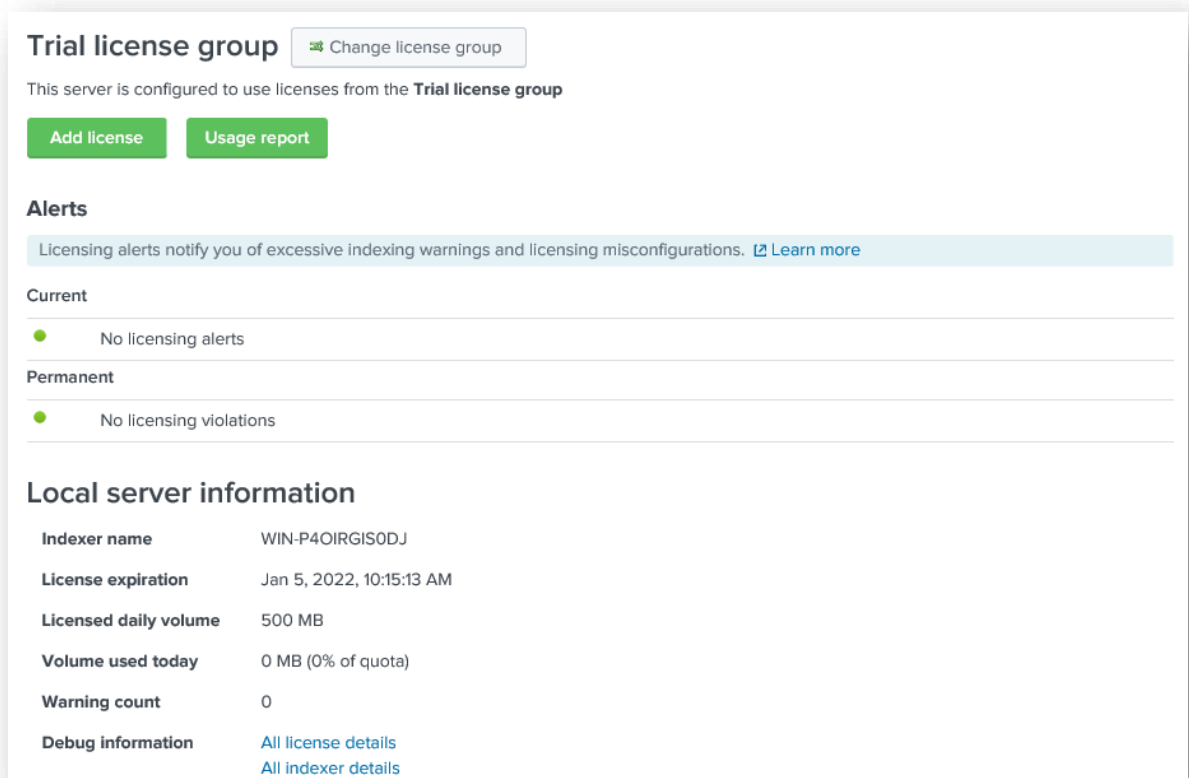 Trial license group Change license group
This server is configured to use licenses from the Trial license group
Add license Usage report
Alerts
Licensing alerts notify you of excessive indexing warnings and licensing misconfigurations. Learn more
Current
No licensing alerts
Permanent
No licensing violations
Local server information
Indexer name WIN-P4OIRGIS0DJ
License expiration Jan 5, 2022, 10:15:13 AM
Licensed daily volume 500 MB
Volume used today 0 MB (0% of quota)
Warning count 0
Debug information All license details
All indexer details